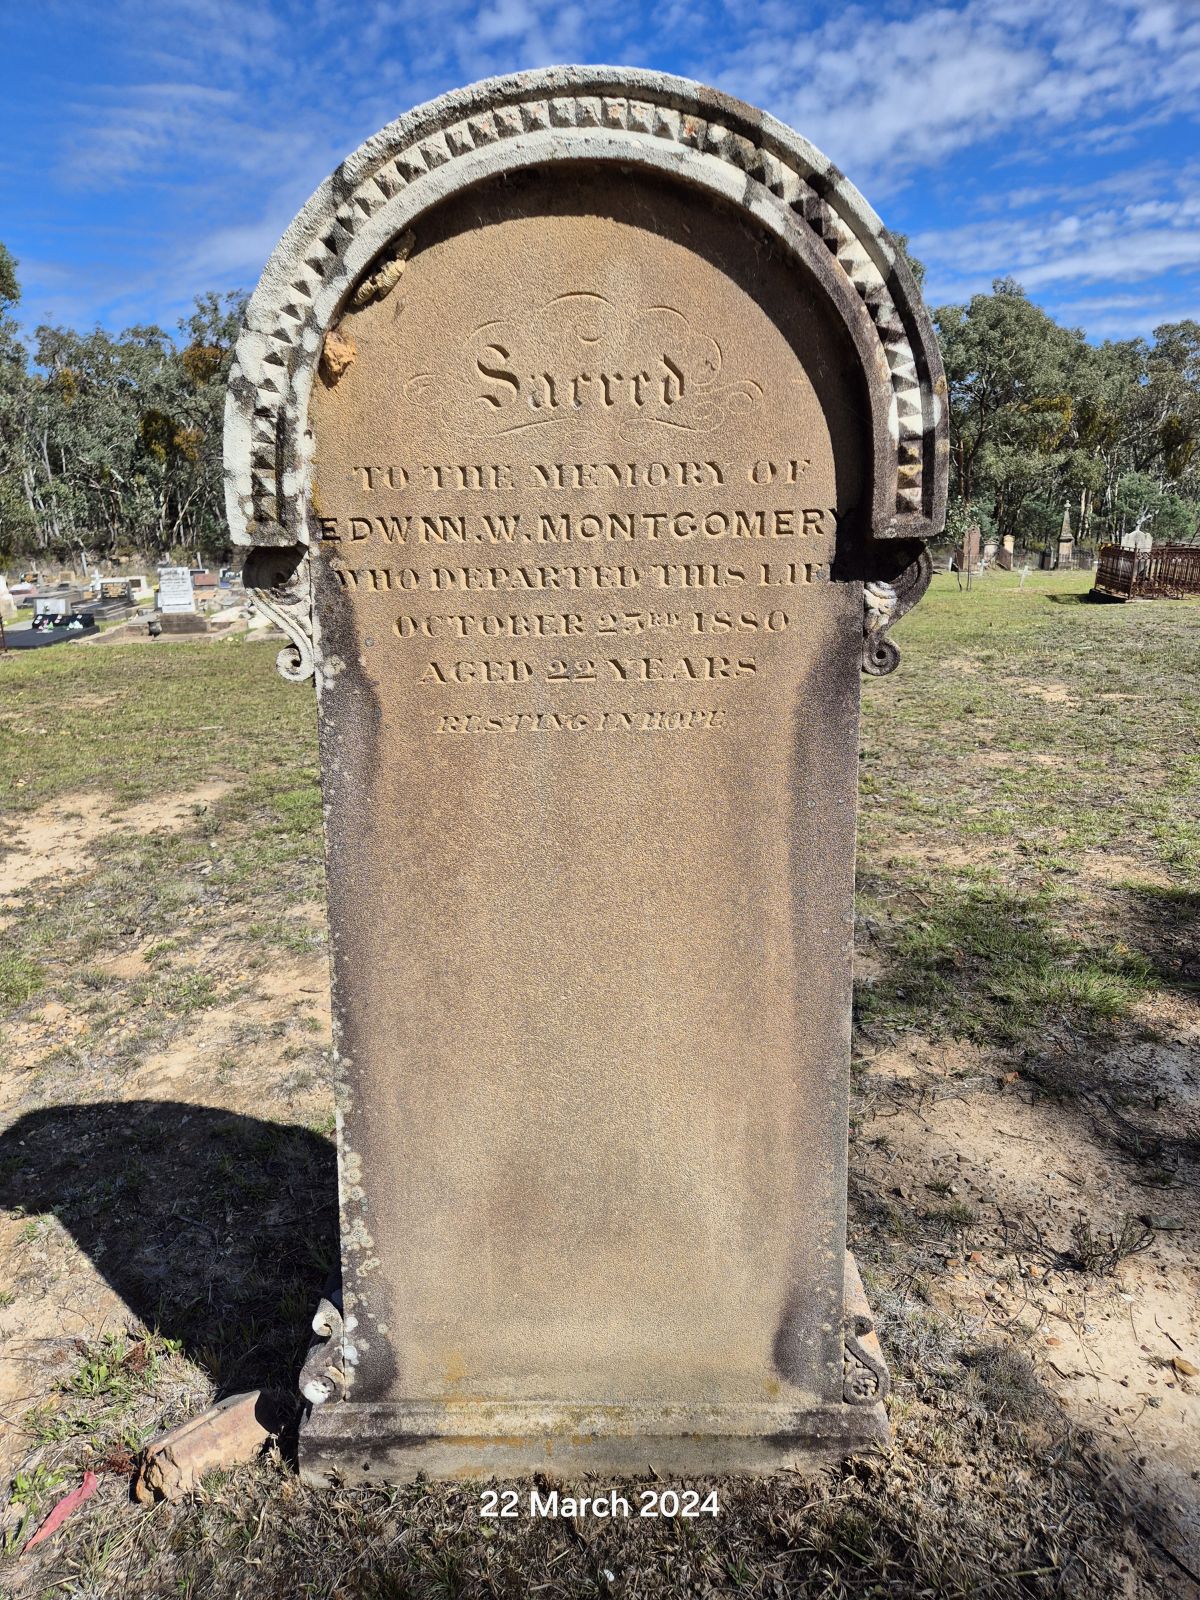 Sacred
TO THE MEMORY OF
EDWNN.W.MONTGOMERY
WHO DEPARTED THIS LIFE
OCTOBER 23RD 1880
AGED 22 YEARS
RESTING IN HOPE
22 March 2024